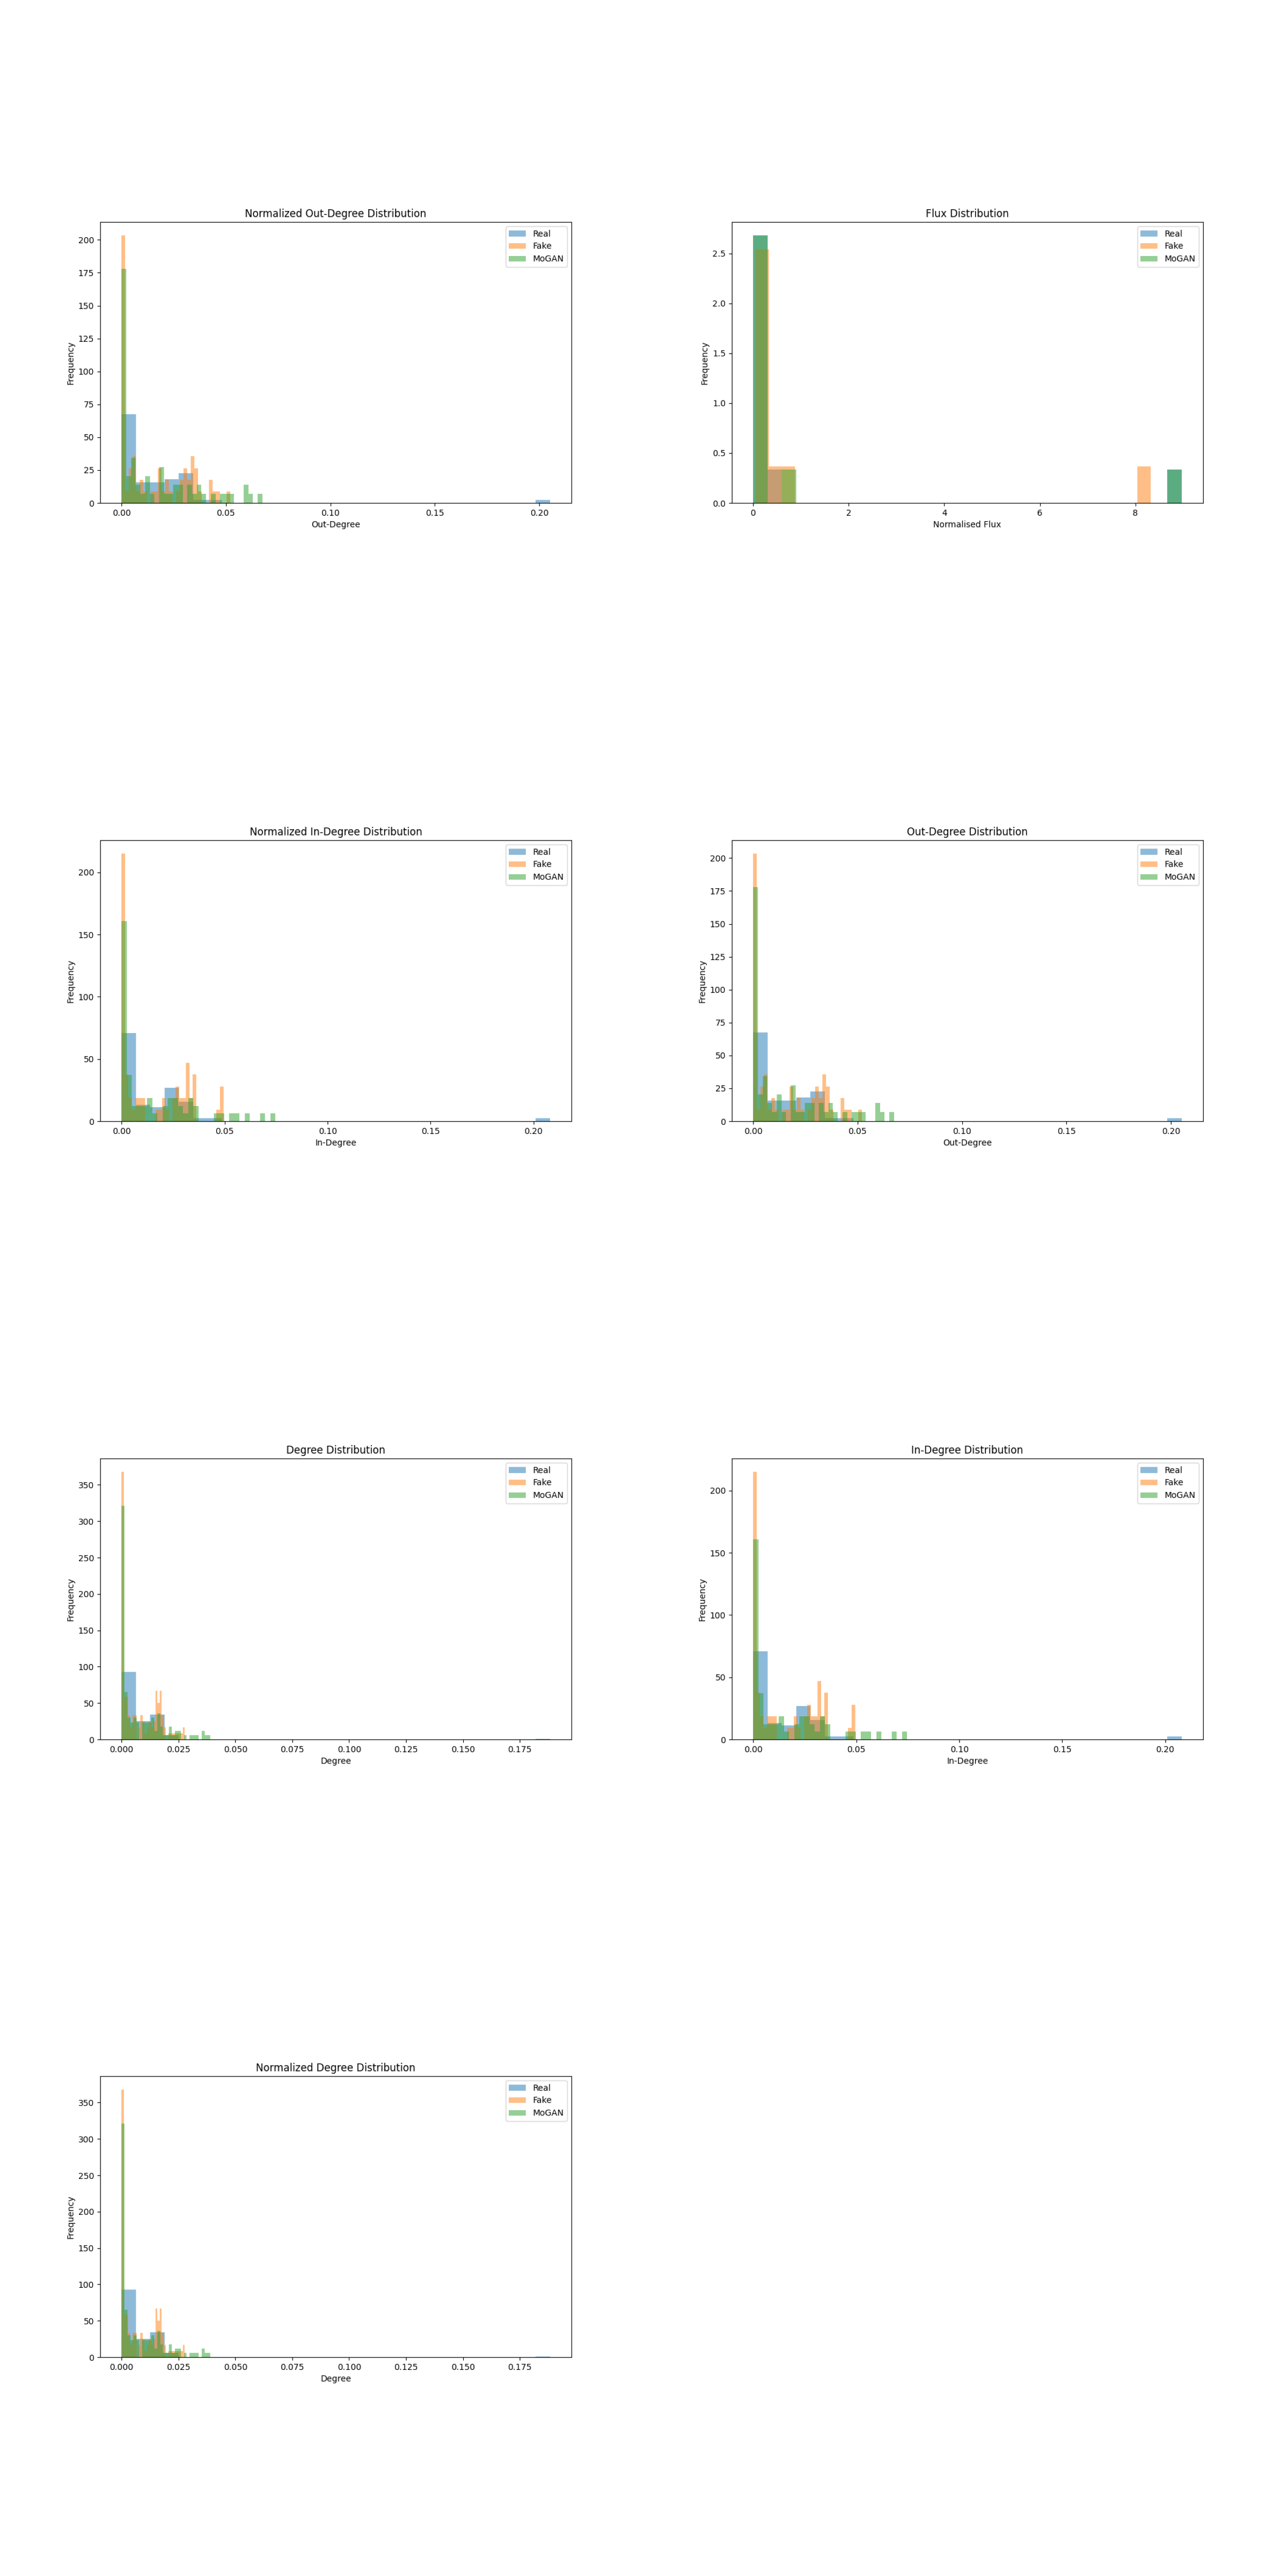 Normalized Out-Degree Distribution
Real
Fake
MoGAN
Frequency
200
175
150
125
100
75
50
25
0
0.00 0.05 0.10 0.15 0.20
Out-Degree
Flux Distribution
Real
Fake
MoGAN
Frequency
2.5
2.0
1.5
1.0
0.5
0.0
0 2 4 6 8
Normalised Flux
Normalized In-Degree Distribution
Real
Fake
MoGAN
Frequency
200
150
100
50
0
0.00 0.05 0.10 0.15 0.20
In-Degree
Out-Degree Distribution
Real
Fake
MoGAN
Frequency
200
175
150
125
100
75
50
25
0
0.00 0.05 0.10 0.15 0.20
Out-Degree
Degree Distribution
Real
Fake
MoGAN
Frequency
350
300
250
200
150
100
50
0
0.000 0.025 0.050 0.075 0.100 0.125 0.150 0.175
Degree
In-Degree Distribution
Real
Fake
MoGAN
Frequency
200
150
100
50
0
0.00 0.05 0.10 0.15 0.20
In-Degree
Normalized Degree Distribution
Real
Fake
MoGAN
Frequency
350
300
250
200
150
100
50
0
0.000 0.025 0.050 0.075 0.100 0.125 0.150 0.175
Degree